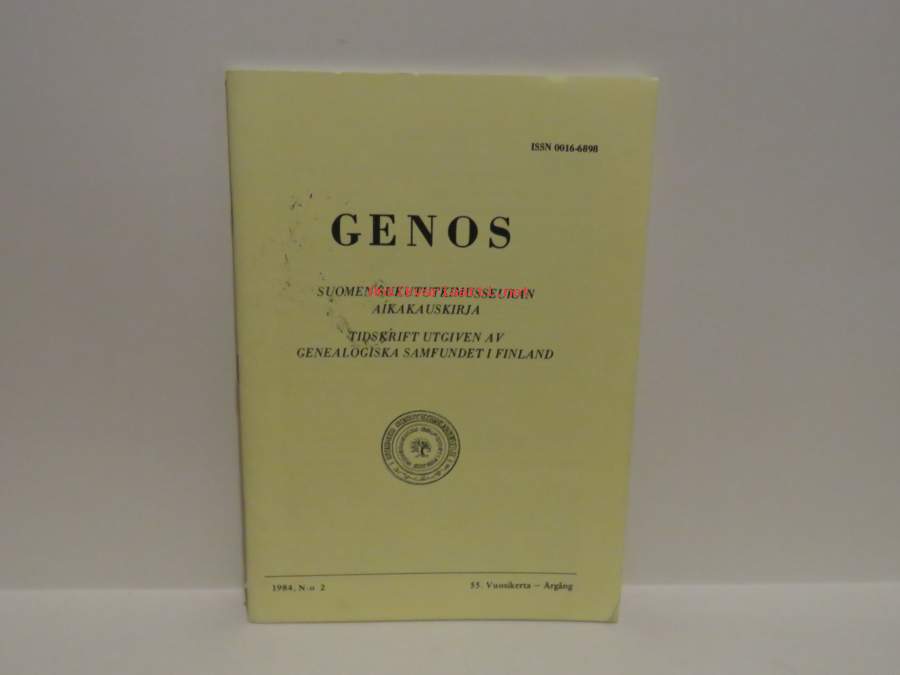 ISSN 0016-6898
GENOS
SUOMEN SUKUTUTKIMUSSEURAN
AIKAKAUSKIRJA
TIDSKRIFT UTGIVEN AV
GENEALOGISKA SAMFUNDET I FINLAND
1984, N:o 2
55. Vuosikerta — Årgång